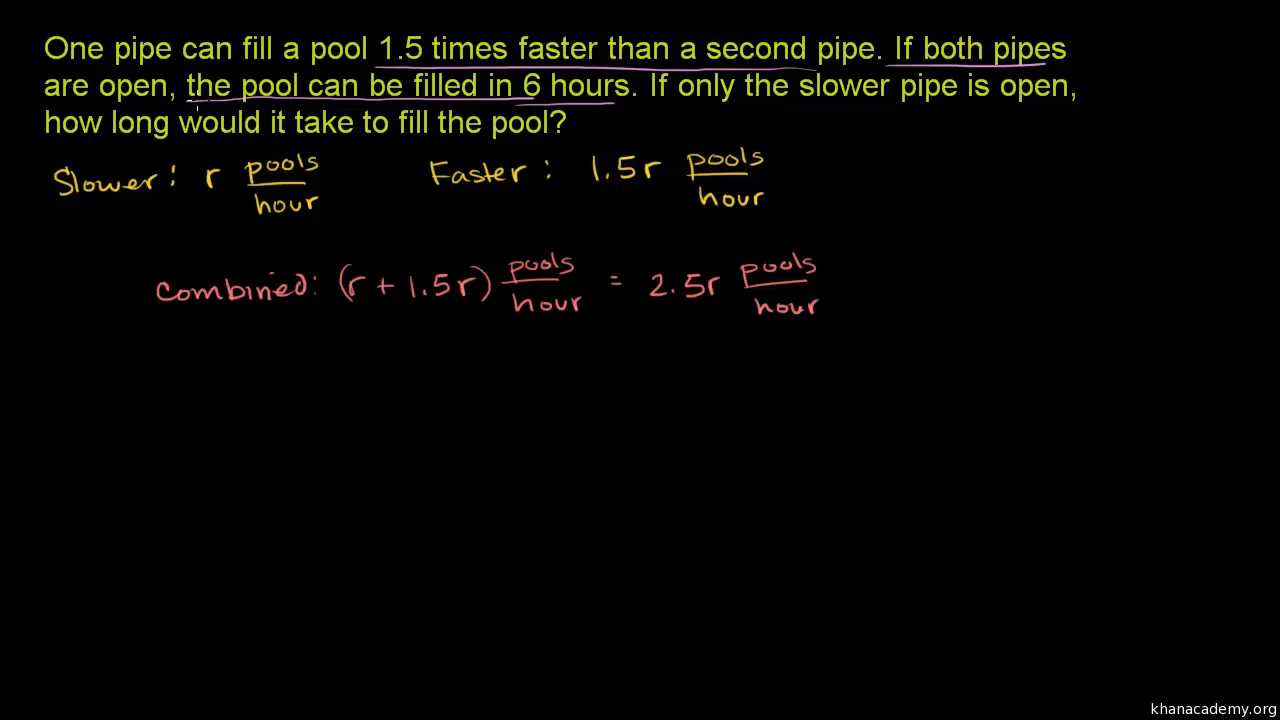 One pipe can fill a pool 1.5 times faster than a second pipe. If both pipes
are open, the pool can be filled in 6 hours. If only the slower pipe is open,
how long would it take to fill the pool?
Slower: r pools/hour Faster: 1.5r pools/hour
Combined: (r + 1.5r) pools/hour = 2.5r pools/hour
khanacademy.org